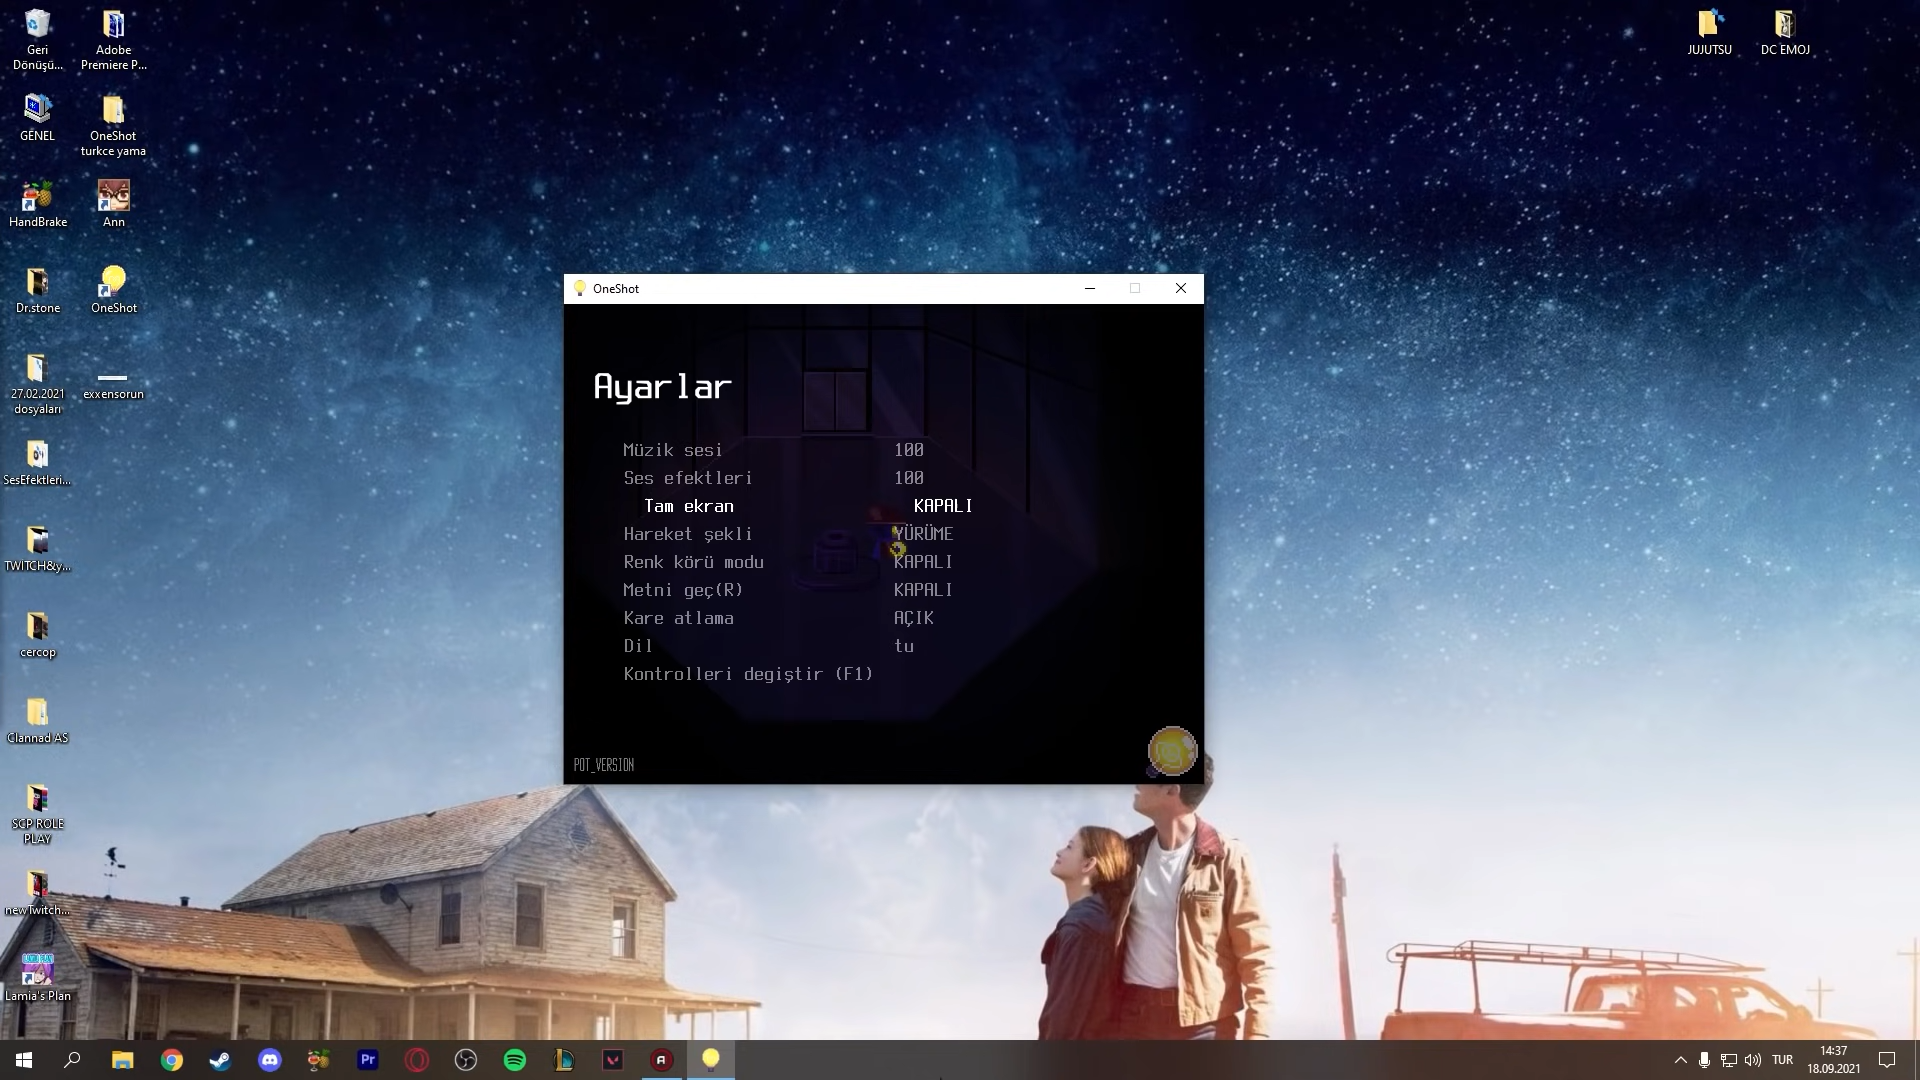 Geri
Dönüşü...
Adobe
Premiere P...
JUJUTSU
DC EMOJ
GENEL
OneShot
turkce yama
HandBrake
Ann
Dr.stone
OneShot
27.02.2021
dosyaları
exxensorun
SesEfektleri...
TWİTCH&y...
cercop
Clannad AS
SCP ROLE
PLAY
newTwitch...
Lamia's Plan
OneShot
Ayarlar
Müzik sesi 100
Ses efektleri 100
Tam ekran KAPALI
Hareket şekli YÜRÜME
Renk körü modu KAPALI
Metni geç(R) KAPALI
Kare atlama AÇIK
Dil tu
Kontrolleri degiştir (F1)
POT_VERSION
Pr
TUR
14:37
18.09.2021